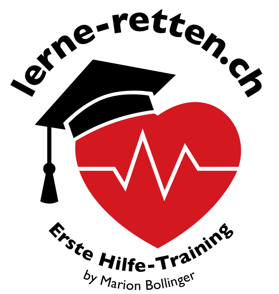 lerne-retten.ch
Erste Hilfe-Training
by Marion Bollinger